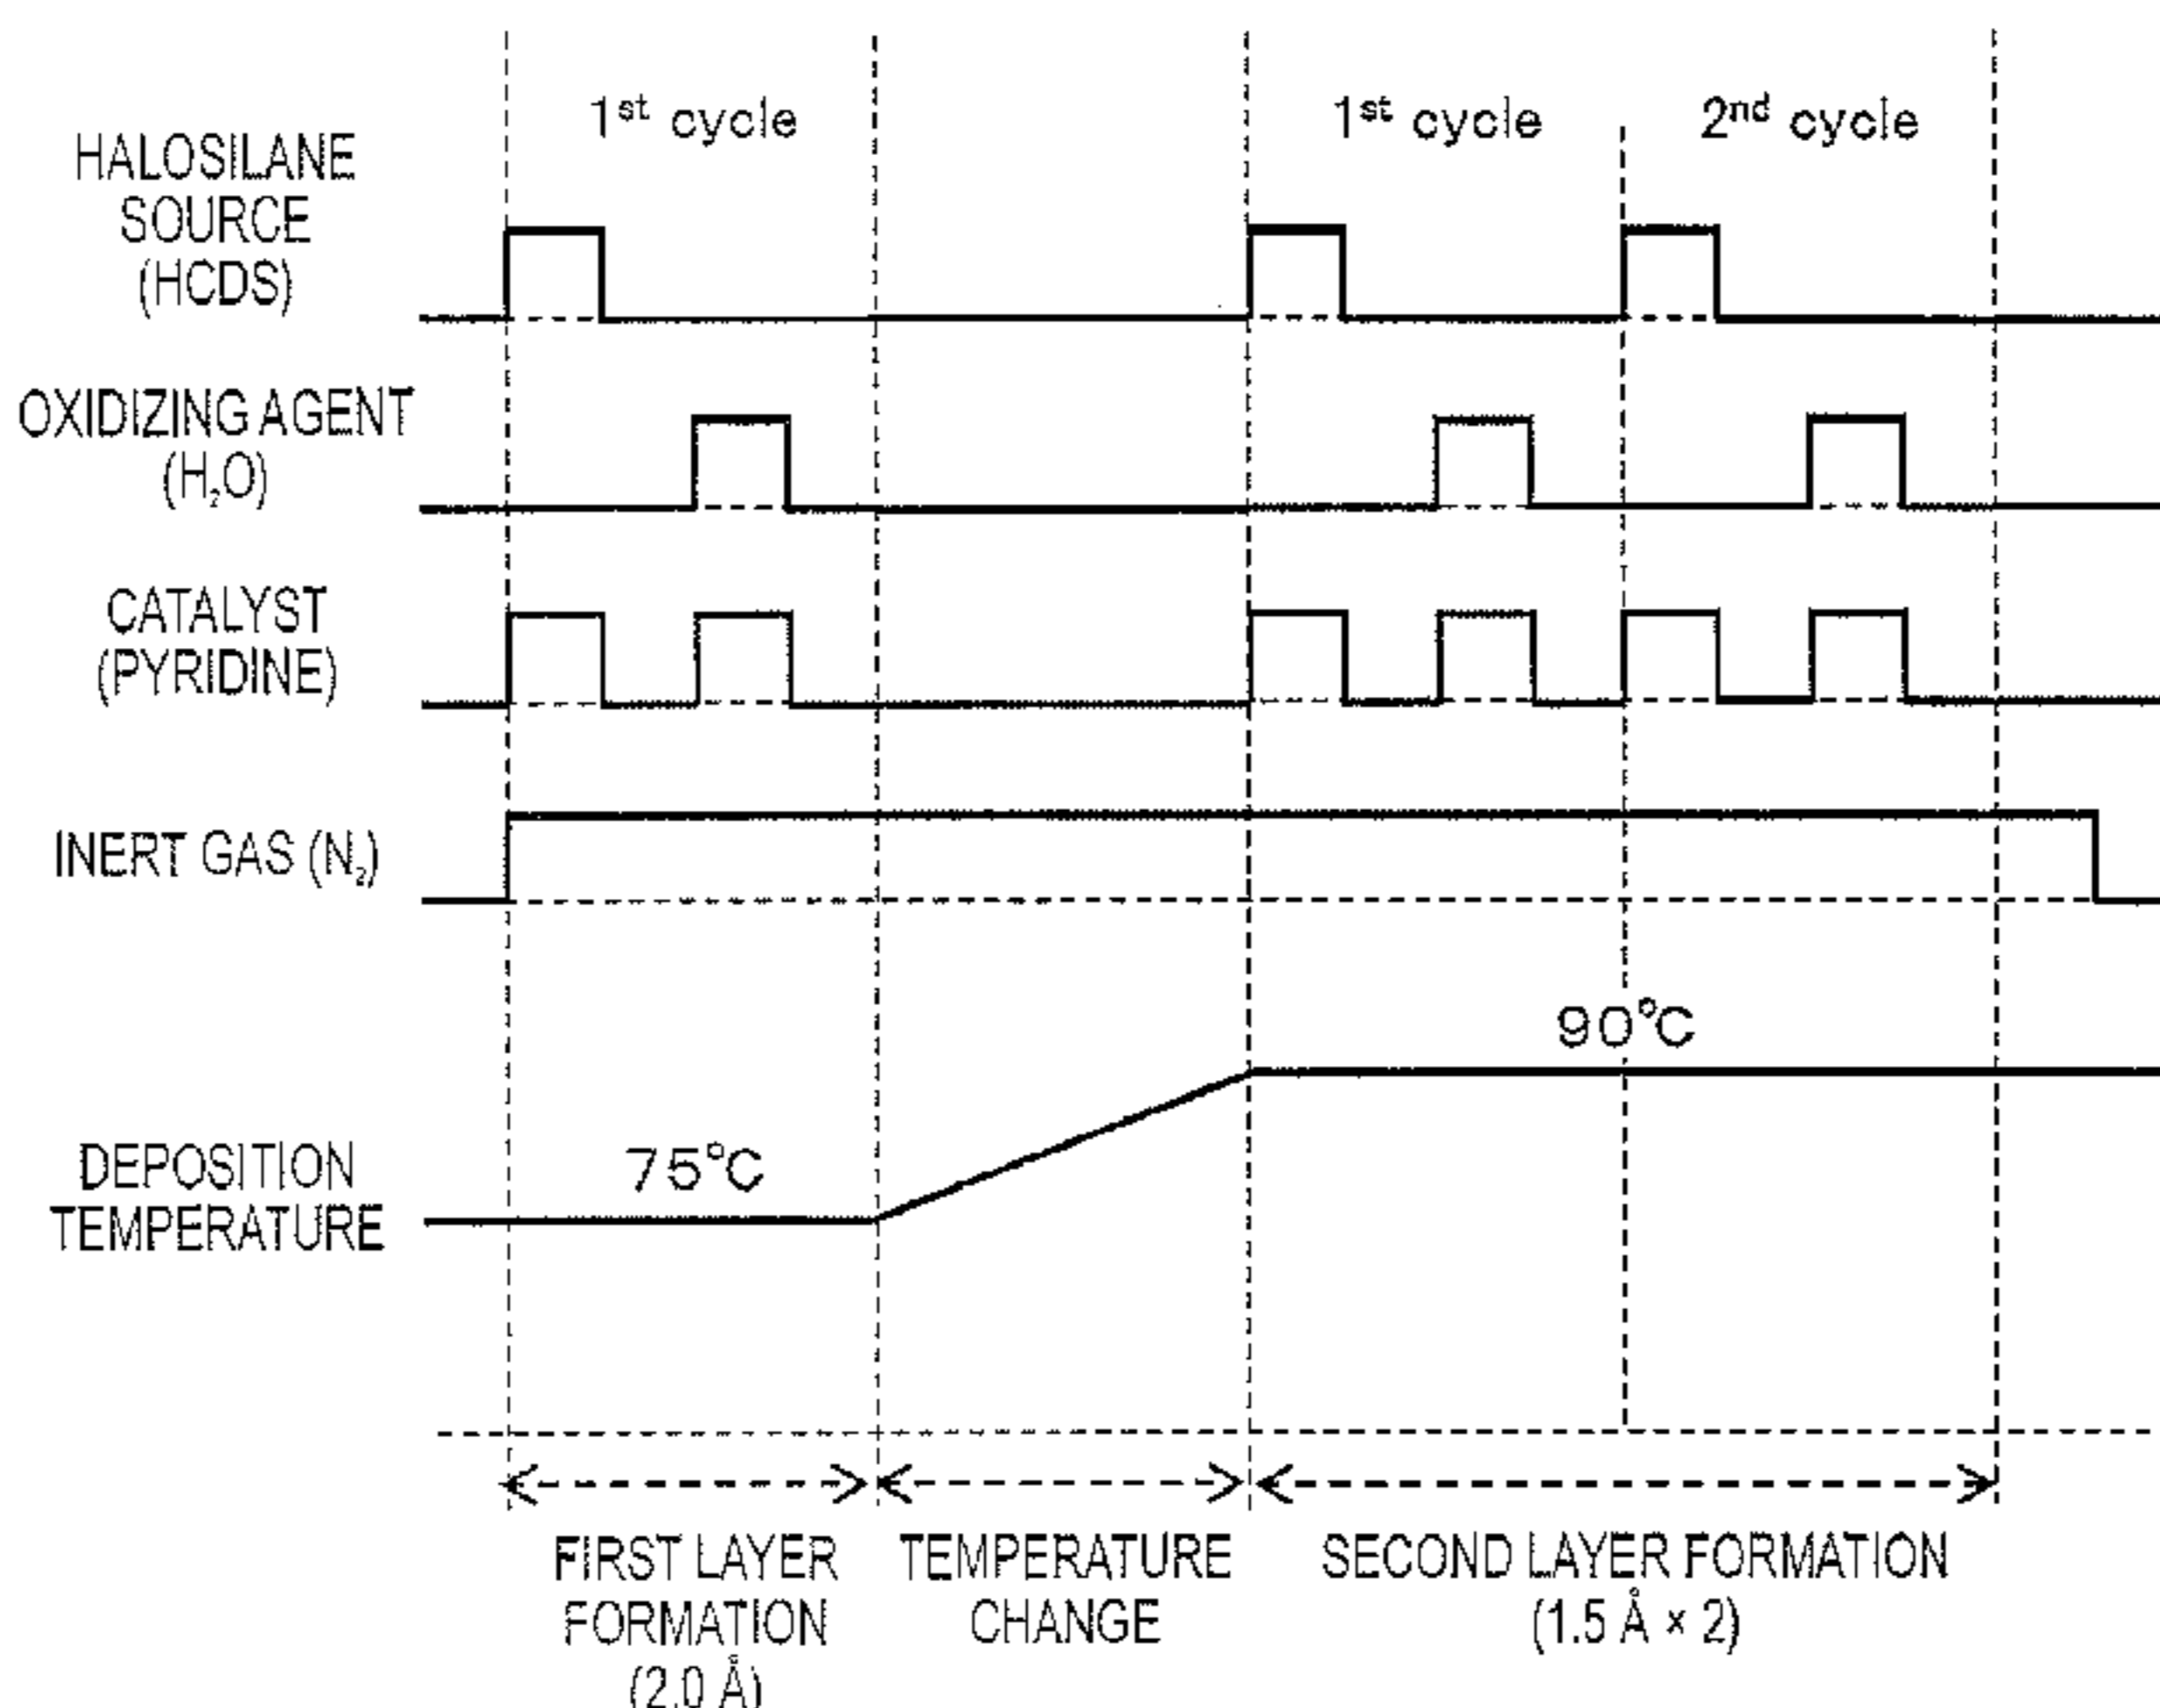 1st cycle
1st cycle
2nd cycle
HALOSILANE
SOURCE
(HCDS)
OXIDIZING AGENT
(H₂O)
CATALYST
(PYRIDINE)
INERT GAS (N₂)
90°C
75°C
DEPOSITION
TEMPERATURE
FIRST LAYER
FORMATION
(2.0 Å)
TEMPERATURE
CHANGE
SECOND LAYER FORMATION
(1.5 Å × 2)